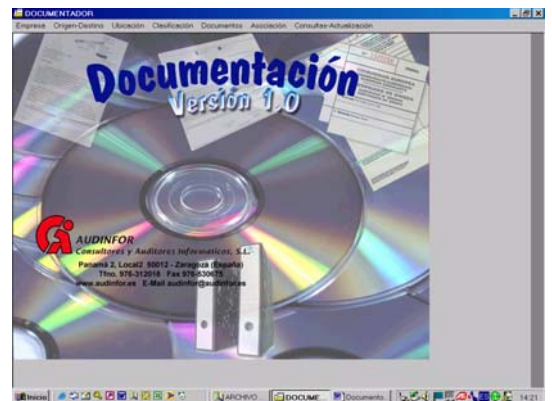 DOCUMENTADOR
Empresa Origen-Destino Ubicación Clasificación Documentos Asociación Consultas-Actualización
Documentación
Versión 1.0
AUDINFOR
Consultores y Auditores Informaticos, S.L.
Panamá 2, Local2 50012 - Zaragoza (España)
Tfno. 976-312018 Fax 976-530675
www.audinfor.es E-Mail audinfor@audinfor.es
Inicio ARCHIVO DOCUME... Documento 14:21